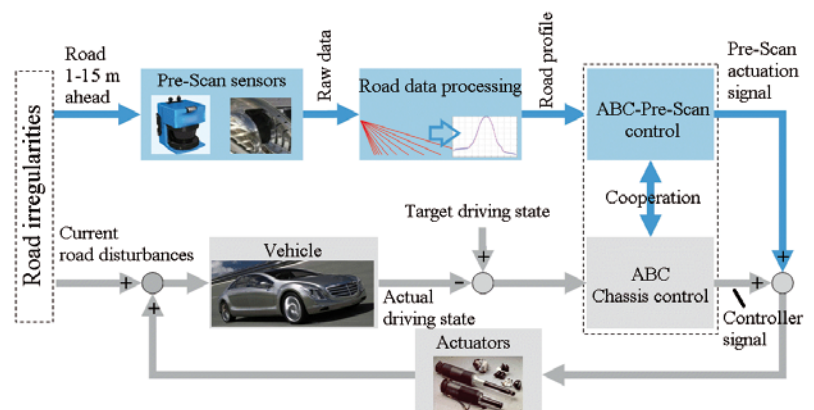 Road
1-15 m
ahead
Pre-Scan sensors
Raw data
Road data processing
Road profile
ABC-Pre-Scan
control
Pre-Scan
actuation
signal
Road irregularities
Cooperation
Target driving state
Current
road disturbances
Vehicle
Actual
driving state
ABC
Chassis control
Controller
signal
Actuators
+
+
-
+
+
+